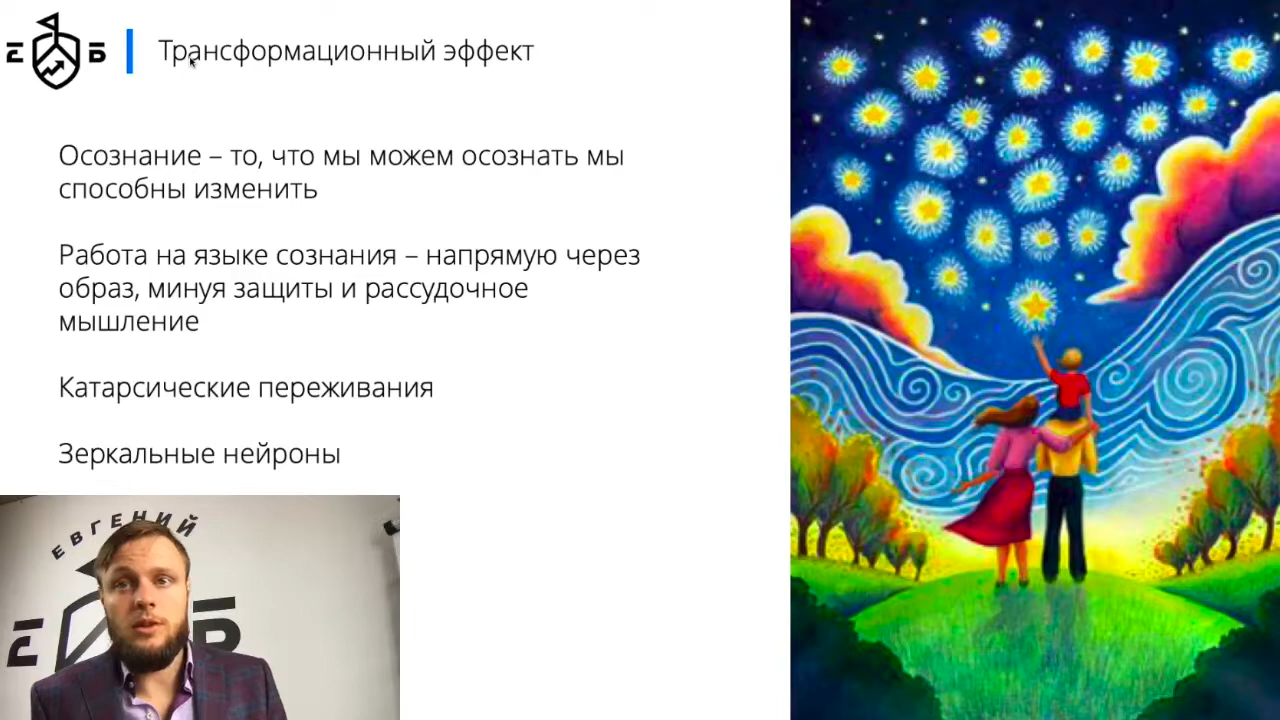 Е Б
Трансформационный эффект
Осознание – то, что мы можем осознать мы
способны изменить
Работа на языке сознания – напрямую через
образ, минуя защиты и рассудочное
мышление
Катарсические переживания
Зеркальные нейроны
ЕВГЕНИЙ
Е Б